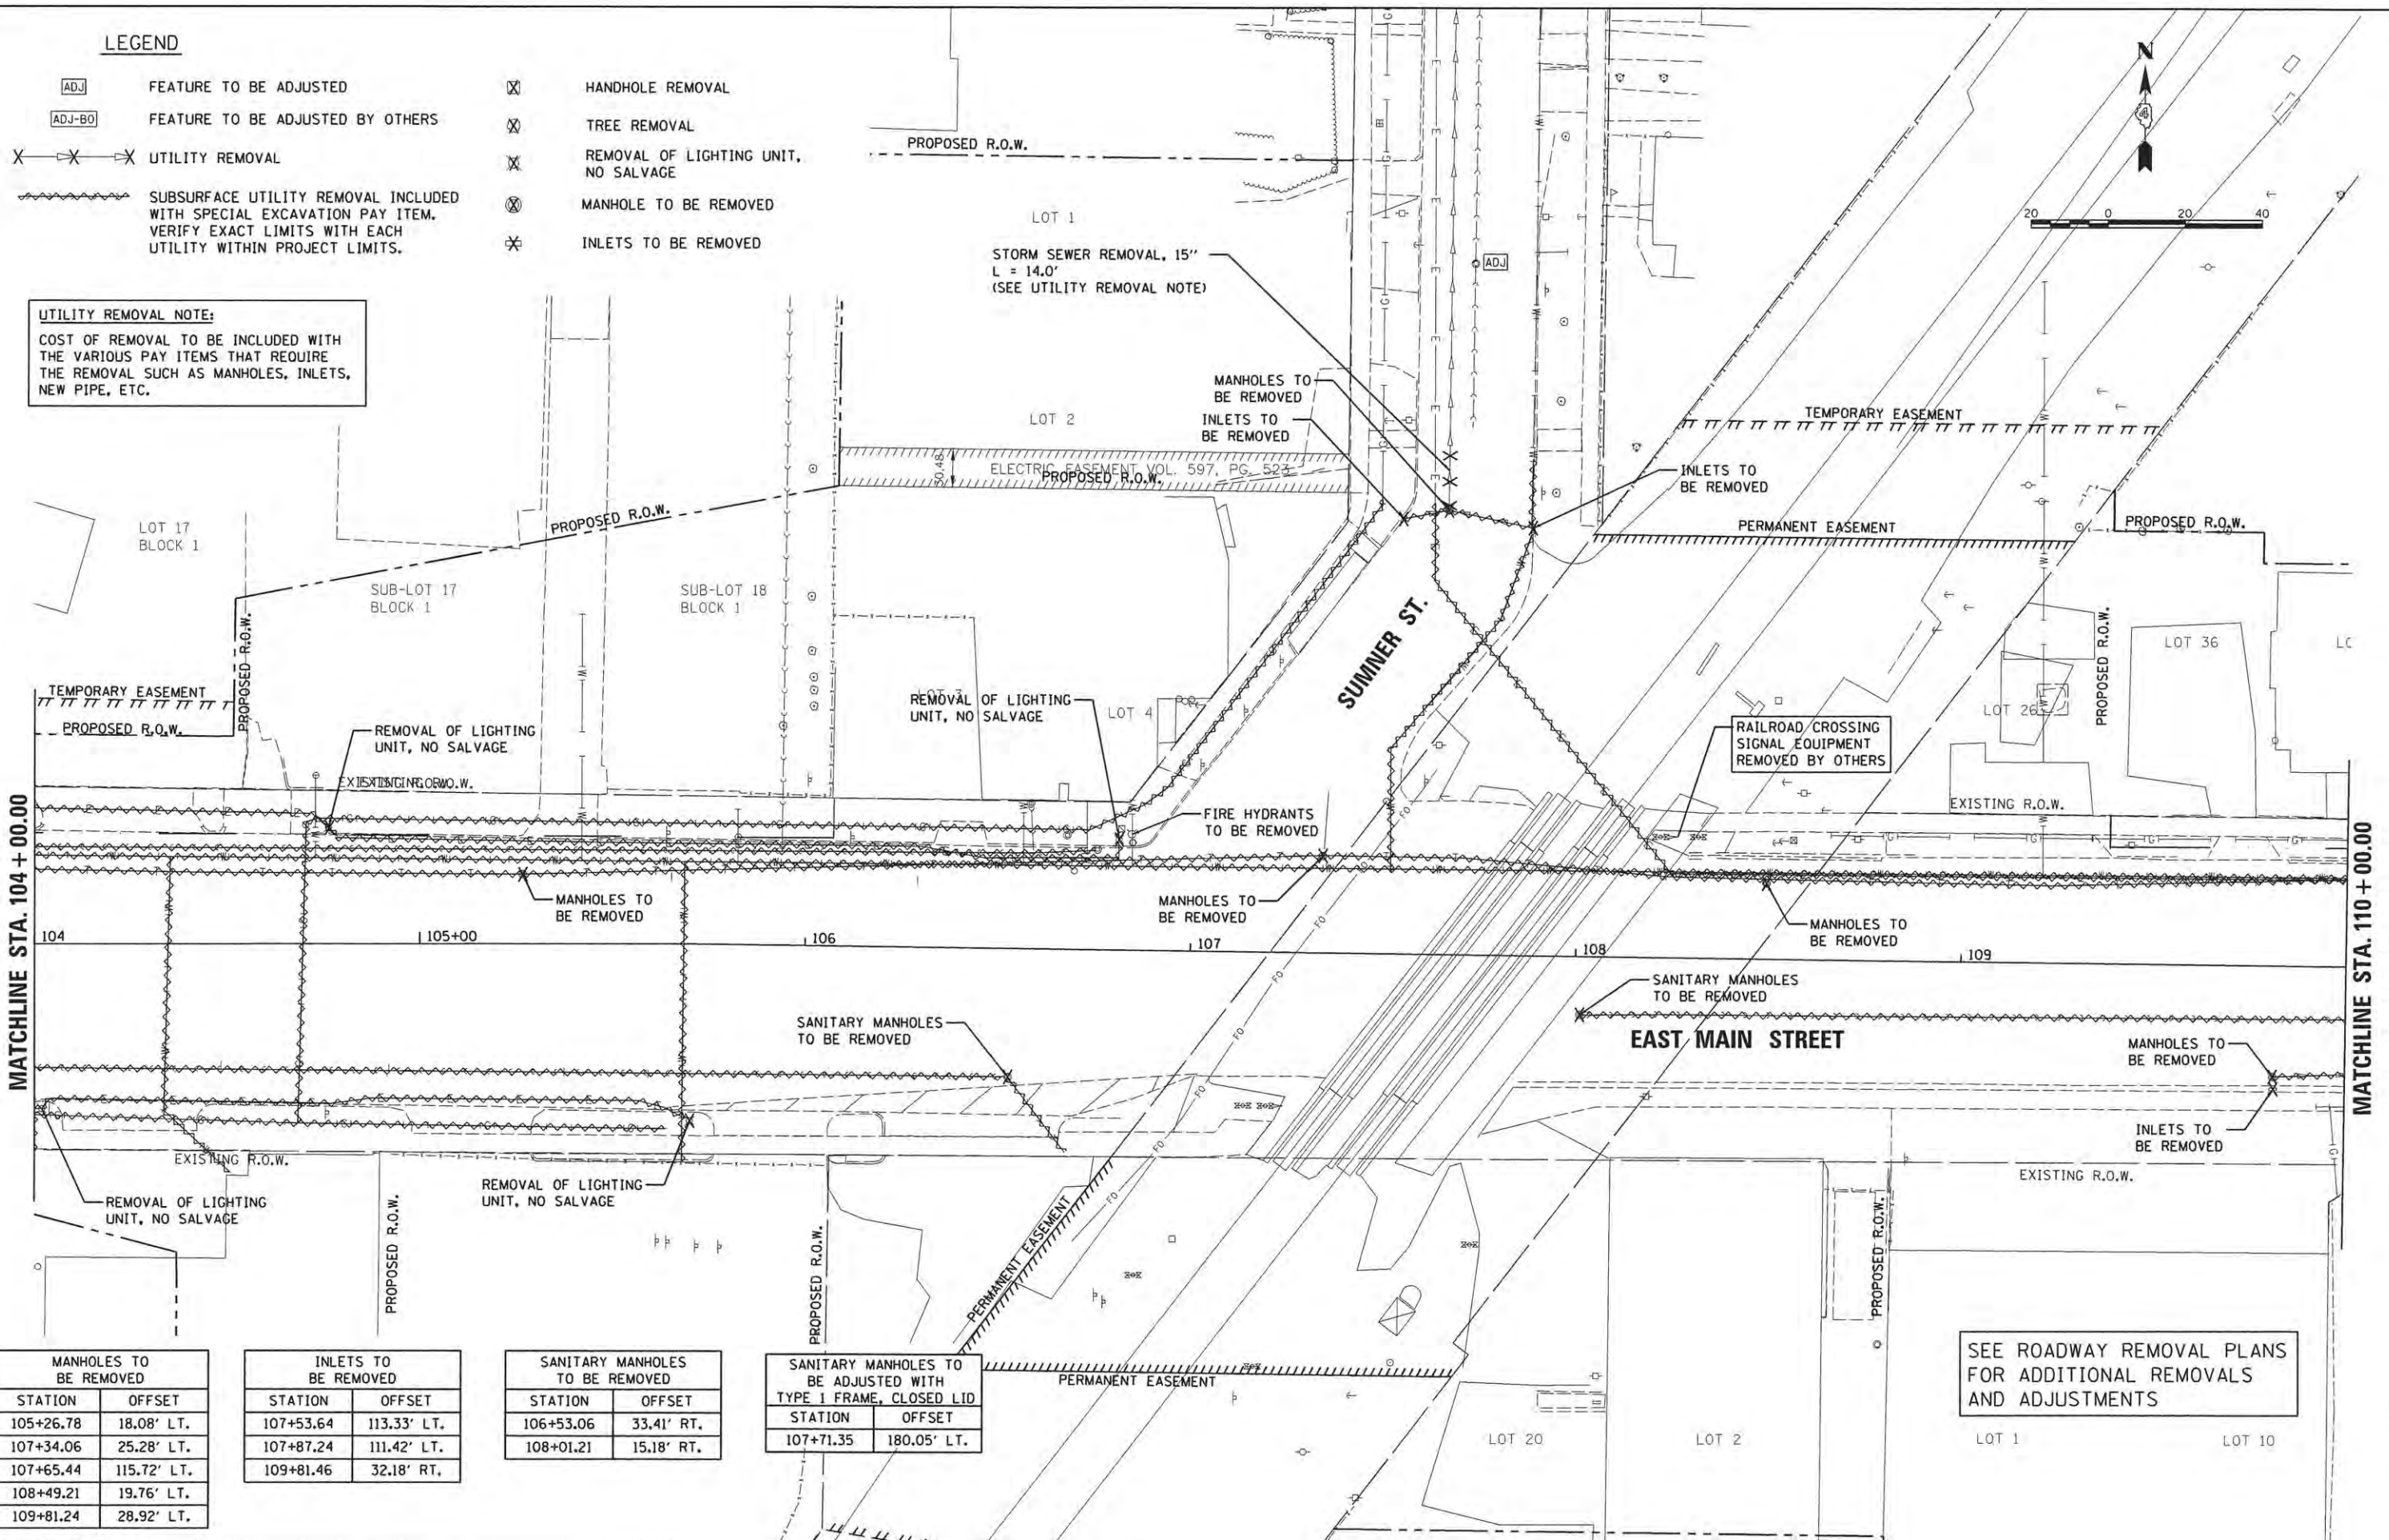 LEGEND
ADJ FEATURE TO BE ADJUSTED
ADJ-BO FEATURE TO BE ADJUSTED BY OTHERS
UTILITY REMOVAL
SUBSURFACE UTILITY REMOVAL INCLUDED
WITH SPECIAL EXCAVATION PAY ITEM.
VERIFY EXACT LIMITS WITH EACH
UTILITY WITHIN PROJECT LIMITS.
HANDHOLE REMOVAL
TREE REMOVAL
REMOVAL OF LIGHTING UNIT,
NO SALVAGE
MANHOLE TO BE REMOVED
INLETS TO BE REMOVED
UTILITY REMOVAL NOTE:
COST OF REMOVAL TO BE INCLUDED WITH
THE VARIOUS PAY ITEMS THAT REQUIRE
THE REMOVAL SUCH AS MANHOLES, INLETS,
NEW PIPE, ETC.
N
20 0 20 40
PROPOSED R.O.W.
LOT 1
STORM SEWER REMOVAL, 15"
L = 14.0'
(SEE UTILITY REMOVAL NOTE)
ADJ
MANHOLES TO
BE REMOVED
INLETS TO
BE REMOVED
LOT 2
TEMPORARY EASEMENT
ELECTRIC EASEMENT VOL. 597, PG. 523
PROPOSED R.O.W.
30.48
INLETS TO
BE REMOVED
PERMANENT EASEMENT
PROPOSED R.O.W.
LOT 17
BLOCK 1
PROPOSED R.O.W.
SUB-LOT 17
BLOCK 1
SUB-LOT 18
BLOCK 1
PROPOSED R.O.W.
SUMNER ST.
PROPOSED R.O.W.
LOT 36
TEMPORARY EASEMENT
PROPOSED R.O.W.
REMOVAL OF LIGHTING
UNIT, NO SALVAGE
LOT 3
REMOVAL OF LIGHTING
UNIT, NO SALVAGE
LOT 4
LOT 26
RAILROAD CROSSING
SIGNAL EQUIPMENT
REMOVED BY OTHERS
EXISTING R.O.W.
EXISTING R.O.W.
EXISTING R.O.W.
FIRE HYDRANTS
TO BE REMOVED
MATCHLINE STA. 104+00.00
MATCHLINE STA. 110+00.00
MANHOLES TO
BE REMOVED
MANHOLES TO
BE REMOVED
MANHOLES TO
BE REMOVED
104 105+00 106 107 108 109
SANITARY MANHOLES
TO BE REMOVED
SANITARY MANHOLES
TO BE REMOVED
EAST MAIN STREET
MANHOLES TO
BE REMOVED
INLETS TO
BE REMOVED
EXISTING R.O.W.
EXISTING R.O.W.
REMOVAL OF LIGHTING
UNIT, NO SALVAGE
REMOVAL OF LIGHTING
UNIT, NO SALVAGE
PROPOSED R.O.W.
PROPOSED R.O.W.
PERMANENT EASEMENT
PROPOSED R.O.W.
PERMANENT EASEMENT
MANHOLES TO
BE REMOVED
STATION OFFSET
105+26.78 18.08' LT.
107+34.06 25.28' LT.
107+65.44 115.72' LT.
108+49.21 19.76' LT.
109+81.24 28.92' LT.
INLETS TO
BE REMOVED
STATION OFFSET
107+53.64 113.33' LT.
107+87.24 111.42' LT.
109+81.46 32.18' RT.
SANITARY MANHOLES
TO BE REMOVED
STATION OFFSET
106+53.06 33.41' RT.
108+01.21 15.18' RT.
SANITARY MANHOLES TO
BE ADJUSTED WITH
TYPE 1 FRAME, CLOSED LID
STATION OFFSET
107+71.35 180.05' LT.
SEE ROADWAY REMOVAL PLANS
FOR ADDITIONAL REMOVALS
AND ADJUSTMENTS
LOT 20
LOT 2
LOT 1
LOT 10